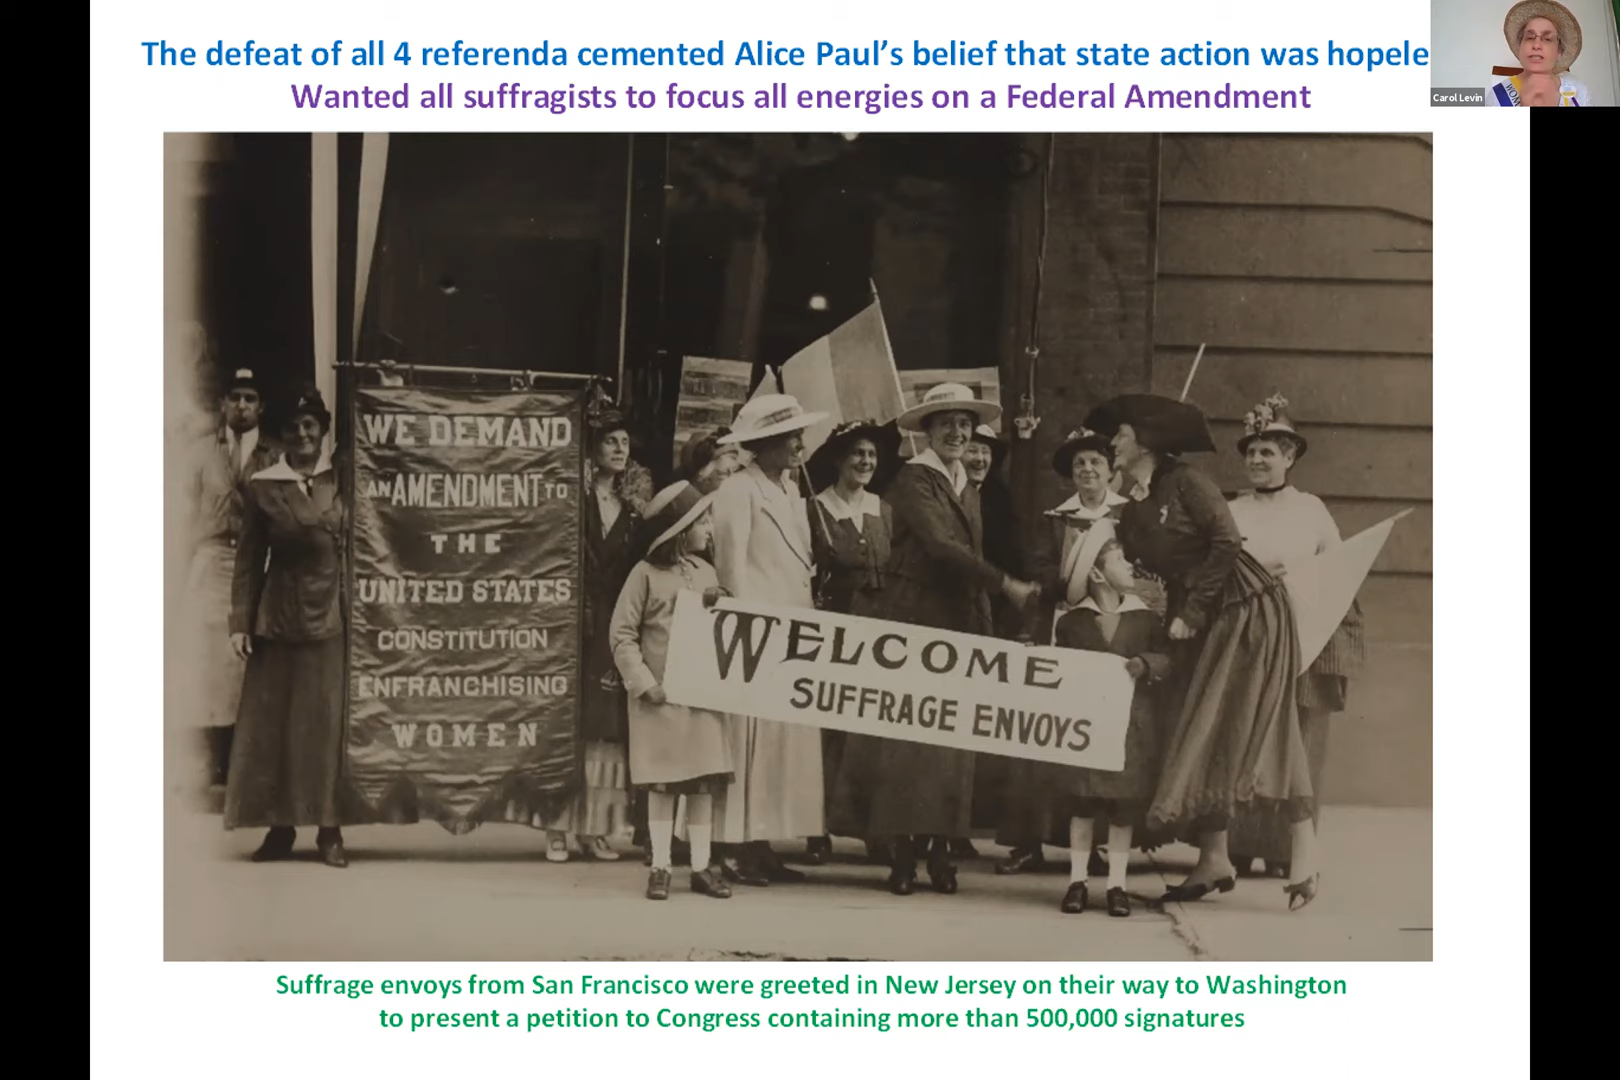 The defeat of all 4 referenda cemented Alice Paul's belief that state action was hopele
Wanted all suffragists to focus all energies on a Federal Amendment
Carol Levin
WE DEMAND
AN AMENDMENT TO
THE
UNITED STATES
CONSTITUTION
ENFRANCHISING
WOMEN
WELCOME
SUFFRAGE ENVOYS
Suffrage envoys from San Francisco were greeted in New Jersey on their way to Washington
to present a petition to Congress containing more than 500,000 signatures